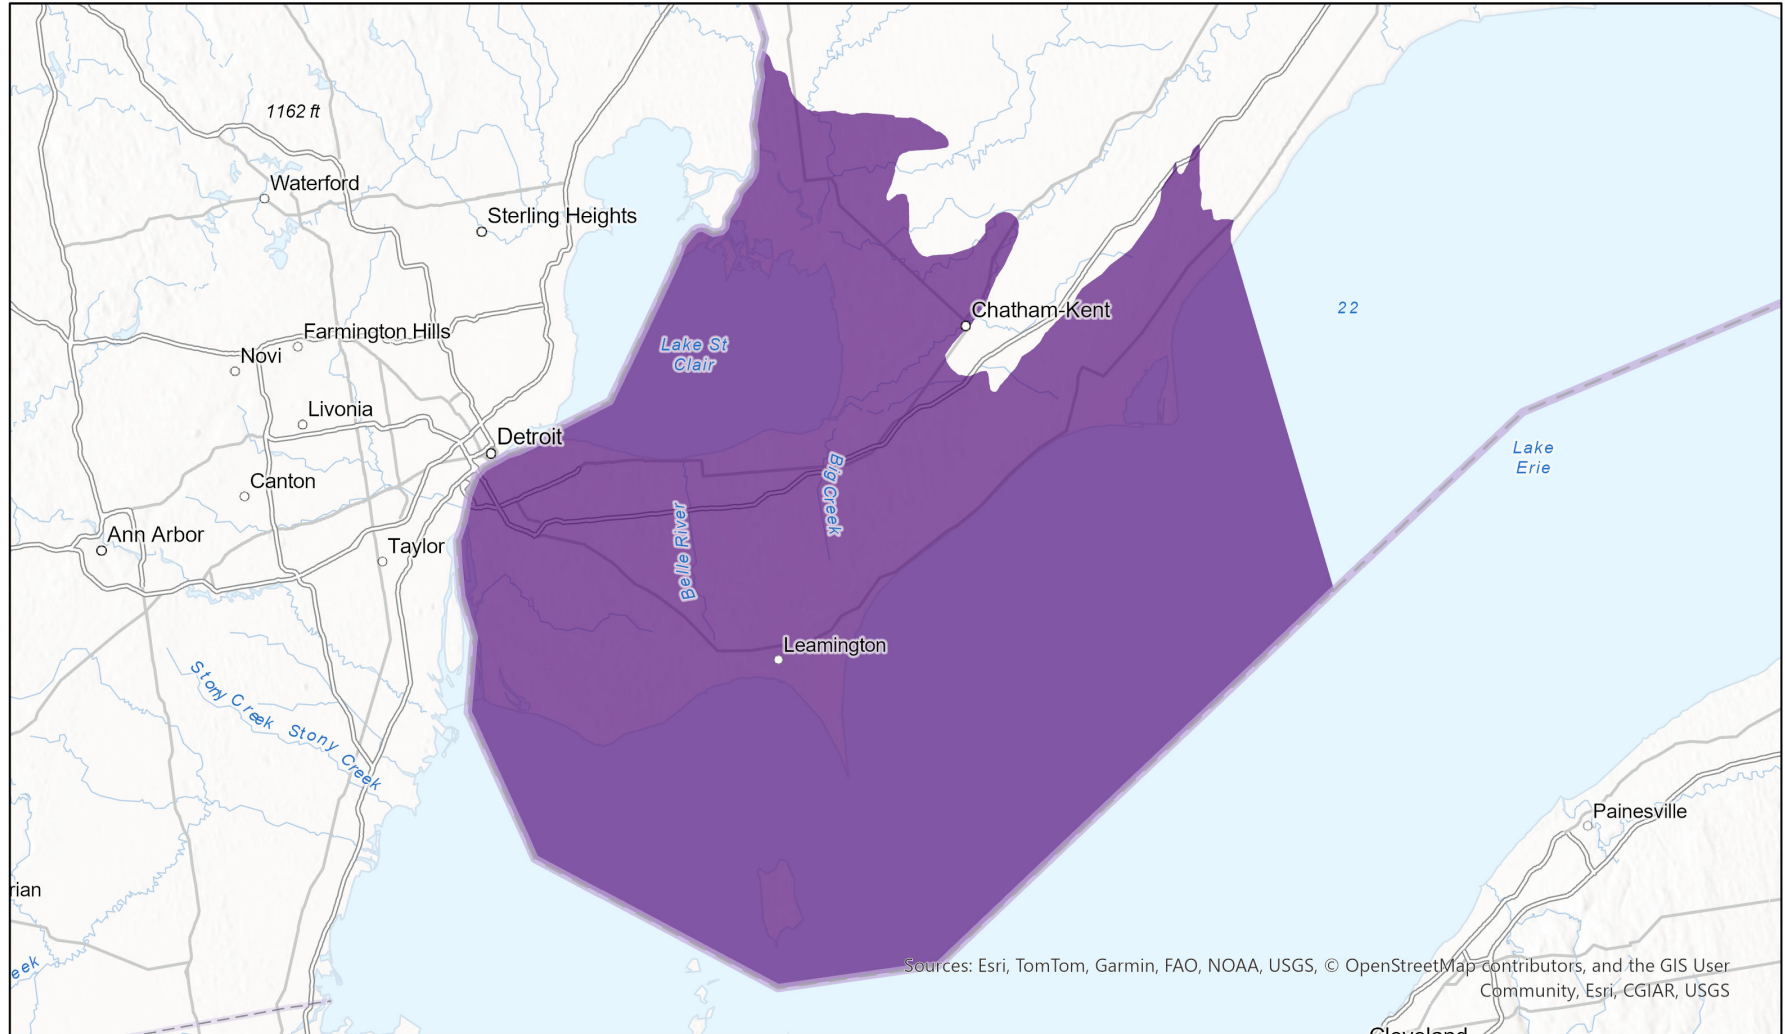 1162 ft
Waterford
Sterling Heights
Chatham-Kent
22
Farmington Hills
Lake St
Clair
Novi
Livonia
Detroit
Lake
Erie
Big Creek
Canton
Ann Arbor
Taylor
Belle River
Leamington
Stony Creek
Stony Creek
Painesville
rian
eek
Sources: Esri, TomTom, Garmin, FAO, NOAA, USGS, © OpenStreetMap contributors, and the GIS User
Community, Esri, CGIAR, USGS
Cleveland